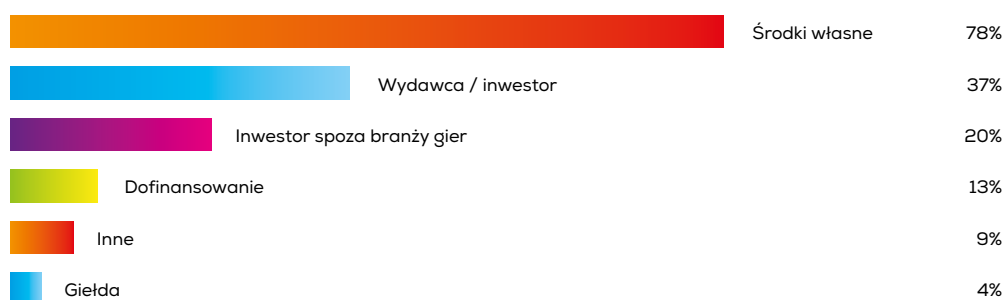 Środki własne 78%
Wydawca / inwestor 37%
Inwestor spoza branży gier 20%
Dofinansowanie 13%
Inne 9%
Giełda 4%